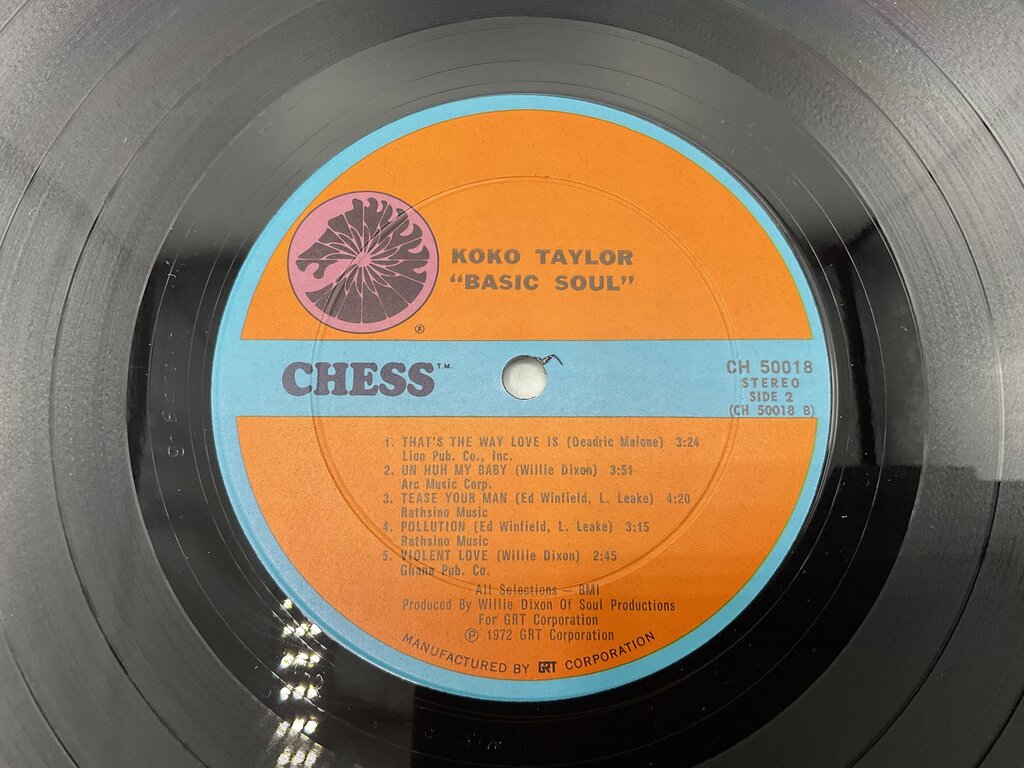 KOKO TAYLOR
“BASIC SOUL”
®
CHESS™
CH 50018
STEREO
SIDE 2
(CH 50018 B)
1. THAT'S THE WAY LOVE IS (Deadric Malone) 3:24
Lion Pub. Co., Inc.
2. UN HUH MY BABY (Willie Dixon) 3:51
Arc Music Corp.
3. TEASE YOUR MAN (Ed Winfield, L. Leake) 4:20
Rathsino Music
4. POLLUTION (Ed Winfield, L. Leake) 3:15
Rathsino Music
5. VIOLENT LOVE (Willie Dixon) 2:45
Ghana Pub. Co.
All Selections — BMI
Produced By Willie Dixon Of Soul Productions
For GRT Corporation
℗ 1972 GRT Corporation
MANUFACTURED BY GRT CORPORATION